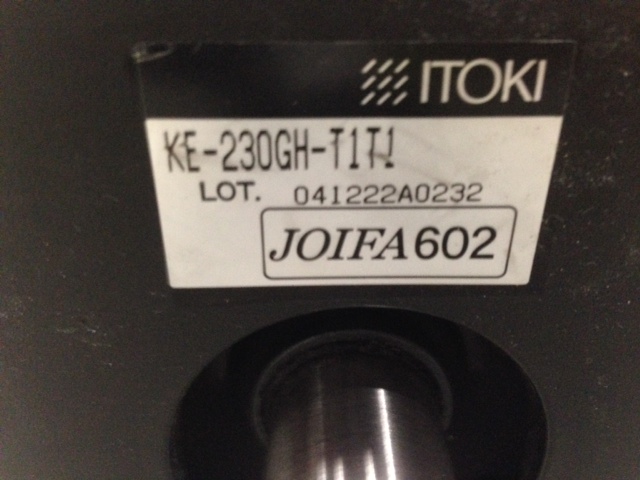 ITOKI
KE-230GH-T1T1
LOT. 041222A0232
JOIFA602